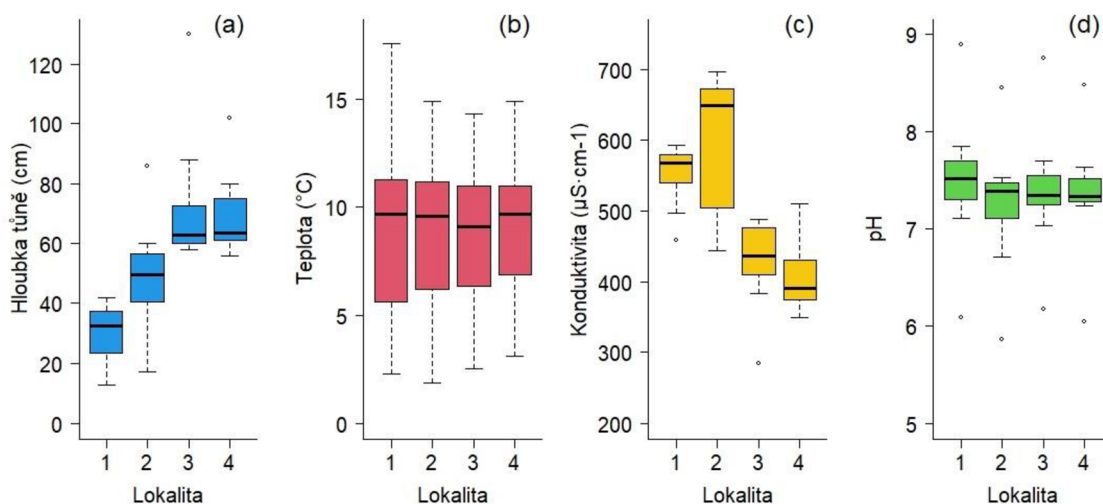 (a)
Hloubka tůně (cm)
120
100
80
60
40
20
0
1 2 3 4
Lokalita
(b)
Teplota (°C)
15
10
5
0
1 2 3 4
Lokalita
(c)
Konduktivita (µS·cm-1)
700
600
500
400
300
200
1 2 3 4
Lokalita
(d)
pH
9
8
7
6
5
1 2 3 4
Lokalita